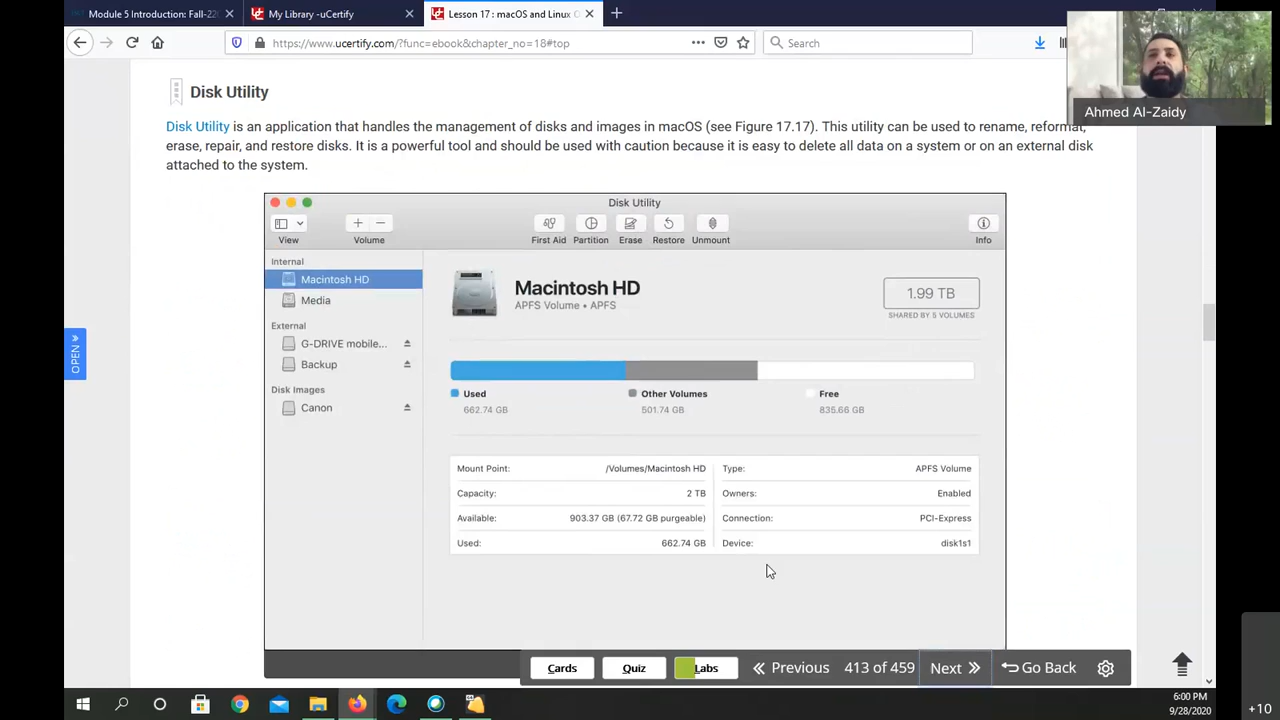 Module 5 Introduction: Fall-22
My Library -uCertify
Lesson 17 : macOS and Linux O
https://www.ucertify.com/?func=ebook&chapter_no=18#top
Search
Ahmed Al-Zaidy
Disk Utility
Disk Utility is an application that handles the management of disks and images in macOS (see Figure 17.17). This utility can be used to rename, reformat,
erase, repair, and restore disks. It is a powerful tool and should be used with caution because it is easy to delete all data on a system or on an external disk
attached to the system.
Disk Utility
View
Volume
First Aid
Partition
Erase
Restore
Unmount
Info
Internal
Macintosh HD
Media
External
G-DRIVE mobile...
Backup
Disk Images
Canon
Macintosh HD
APFS Volume • APFS
1.99 TB
SHARED BY 5 VOLUMES
Used
662.74 GB
Other Volumes
501.74 GB
Free
835.66 GB
Mount Point: /Volumes/Macintosh HD
Capacity: 2 TB
Available: 903.37 GB (67.72 GB purgeable)
Used: 662.74 GB
Type: APFS Volume
Owners: Enabled
Connection: PCI-Express
Device: disk1s1
OPEN
Cards
Quiz
Labs
Previous
413 of 459
Next
Go Back
6:00 PM
9/28/2020
+10